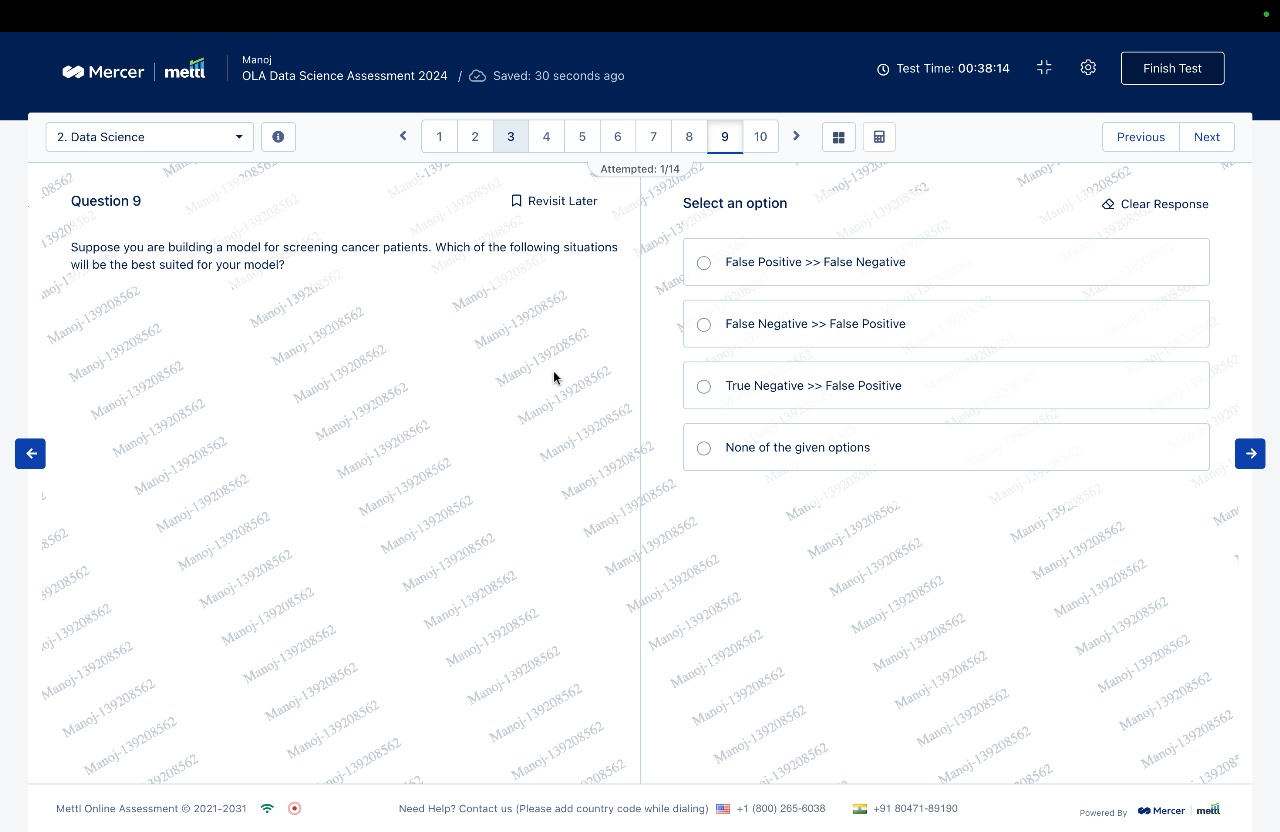 Mercer | mettl
Manoj
OLA Data Science Assessment 2024 / Saved: 30 seconds ago
Test Time: 00:38:14
Finish Test
2. Data Science
1 2 3 4 5 6 7 8 9 10
Previous Next
Attempted: 1/14
Question 9
Revisit Later
Suppose you are building a model for screening cancer patients. Which of the following situations
will be the best suited for your model?
Select an option
Clear Response
False Positive >> False Negative
False Negative >> False Positive
True Negative >> False Positive
None of the given options
Manoj-139208562
Mettl Online Assessment © 2021-2031
Need Help? Contact us (Please add country code while dialing) +1 (800) 265-6038 +91 80471-89190
Powered By Mercer | mettl